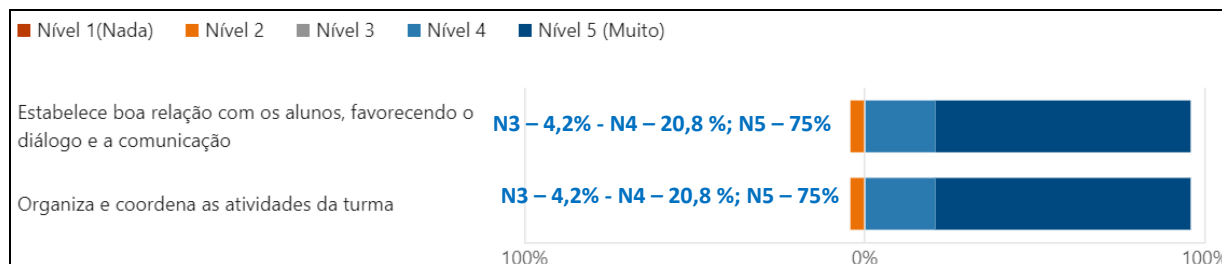 Nível 1(Nada) Nível 2 Nível 3 Nível 4 Nível 5 (Muito)
Estabelece boa relação com os alunos, favorecendo o
diálogo e a comunicação
N3 – 4,2% - N4 – 20,8 %; N5 – 75%
Organiza e coordena as atividades da turma
N3 – 4,2% - N4 – 20,8 %; N5 – 75%
100% 0% 100%